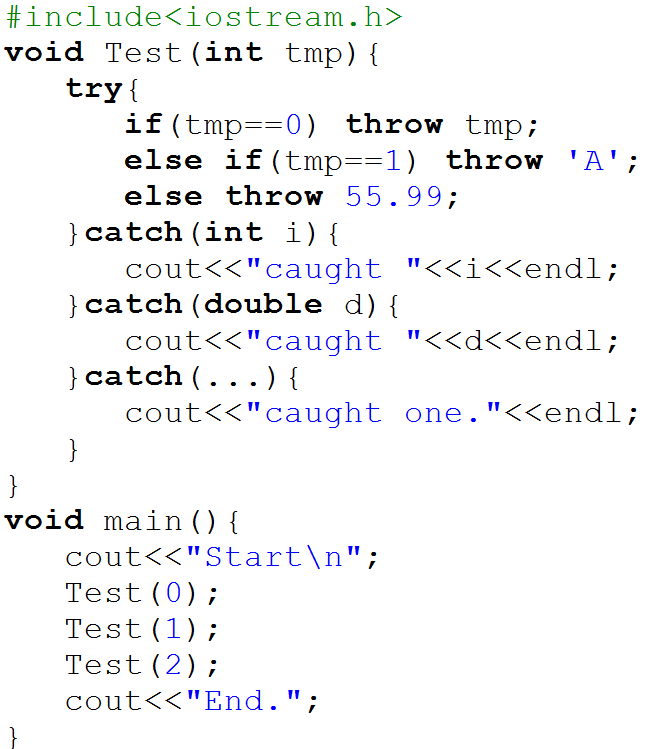 #include<iostream.h>
void Test(int tmp){
   try{
      if(tmp==0) throw tmp;
      else if(tmp==1) throw 'A';
      else throw 55.99;
   }catch(int i){
      cout<<"caught "<<i<<endl;
   }catch(double d){
      cout<<"caught "<<d<<endl;
   }catch(...){
      cout<<"caught one."<<endl;
   }
}
void main(){
   cout<<"Start\n";
   Test(0);
   Test(1);
   Test(2);
   cout<<"End.";
}